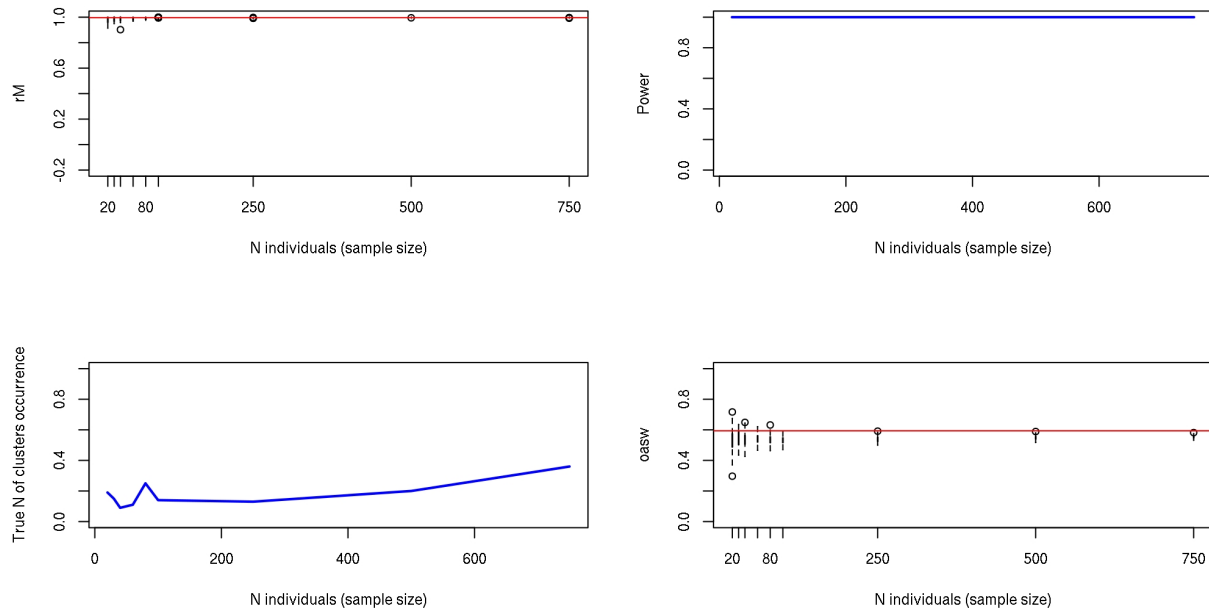 rM
1.0
0.6
0.2
-0.2
20 80 250 500 750
N individuals (sample size)
Power
0.8
0.4
0.0
0 200 400 600
N individuals (sample size)
True N of clusters occurrence
0.8
0.4
0.0
0 200 400 600
N individuals (sample size)
oasw
0.8
0.4
0.0
20 80 250 500 750
N individuals (sample size)